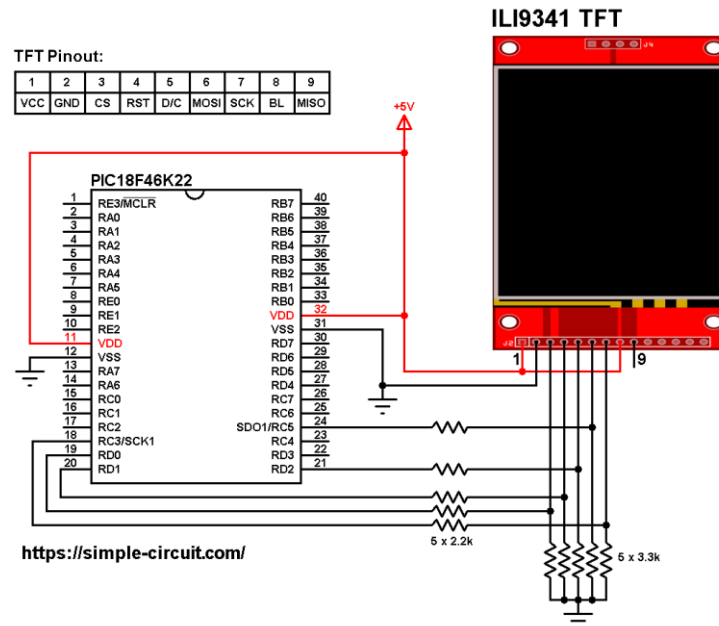 ILI9341 TFT
TFT Pinout:
1 2 3 4 5 6 7 8 9
VCC GND CS RST D/C MOSI SCK BL MISO
+5V
J4
PIC18F46K22
1 RE3/MCLR RB7 40
2 RA0 RB6 39
3 RA1 RB5 38
4 RA2 RB4 37
5 RA3 RB3 36
6 RA4 RB2 35
7 RA5 RB1 34
8 RE0 RB0 33
9 RE1 VDD 32
10 RE2 VSS 31
11 VDD RD7 30
12 VSS RD6 29
13 RA7 RD5 28
14 RA6 RD4 27
15 RC0 RC7 26
16 RC1 RC6 25
17 RC2 SDO1/RC5 24
18 RC3/SCK1 RC4 23
19 RD0 RD3 22
20 RD1 RD2 21
J2
1 9
5 x 2.2k
5 x 3.3k
https://simple-circuit.com/